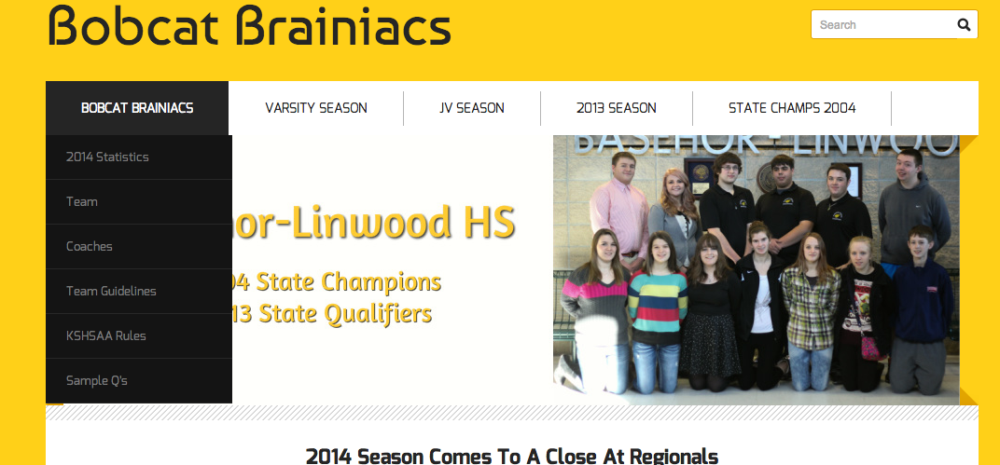 Bobcat Brainiacs
Search
BOBCAT BRAINIACS
VARSITY SEASON
JV SEASON
2013 SEASON
STATE CHAMPS 2004
2014 Statistics
Team
Coaches
Team Guidelines
KSHSAA Rules
Sample Q's
or-Linwood HS
04 State Champions
13 State Qualifiers
BASEHOR-LINWOO
2014 Season Comes To A Close At Regionals